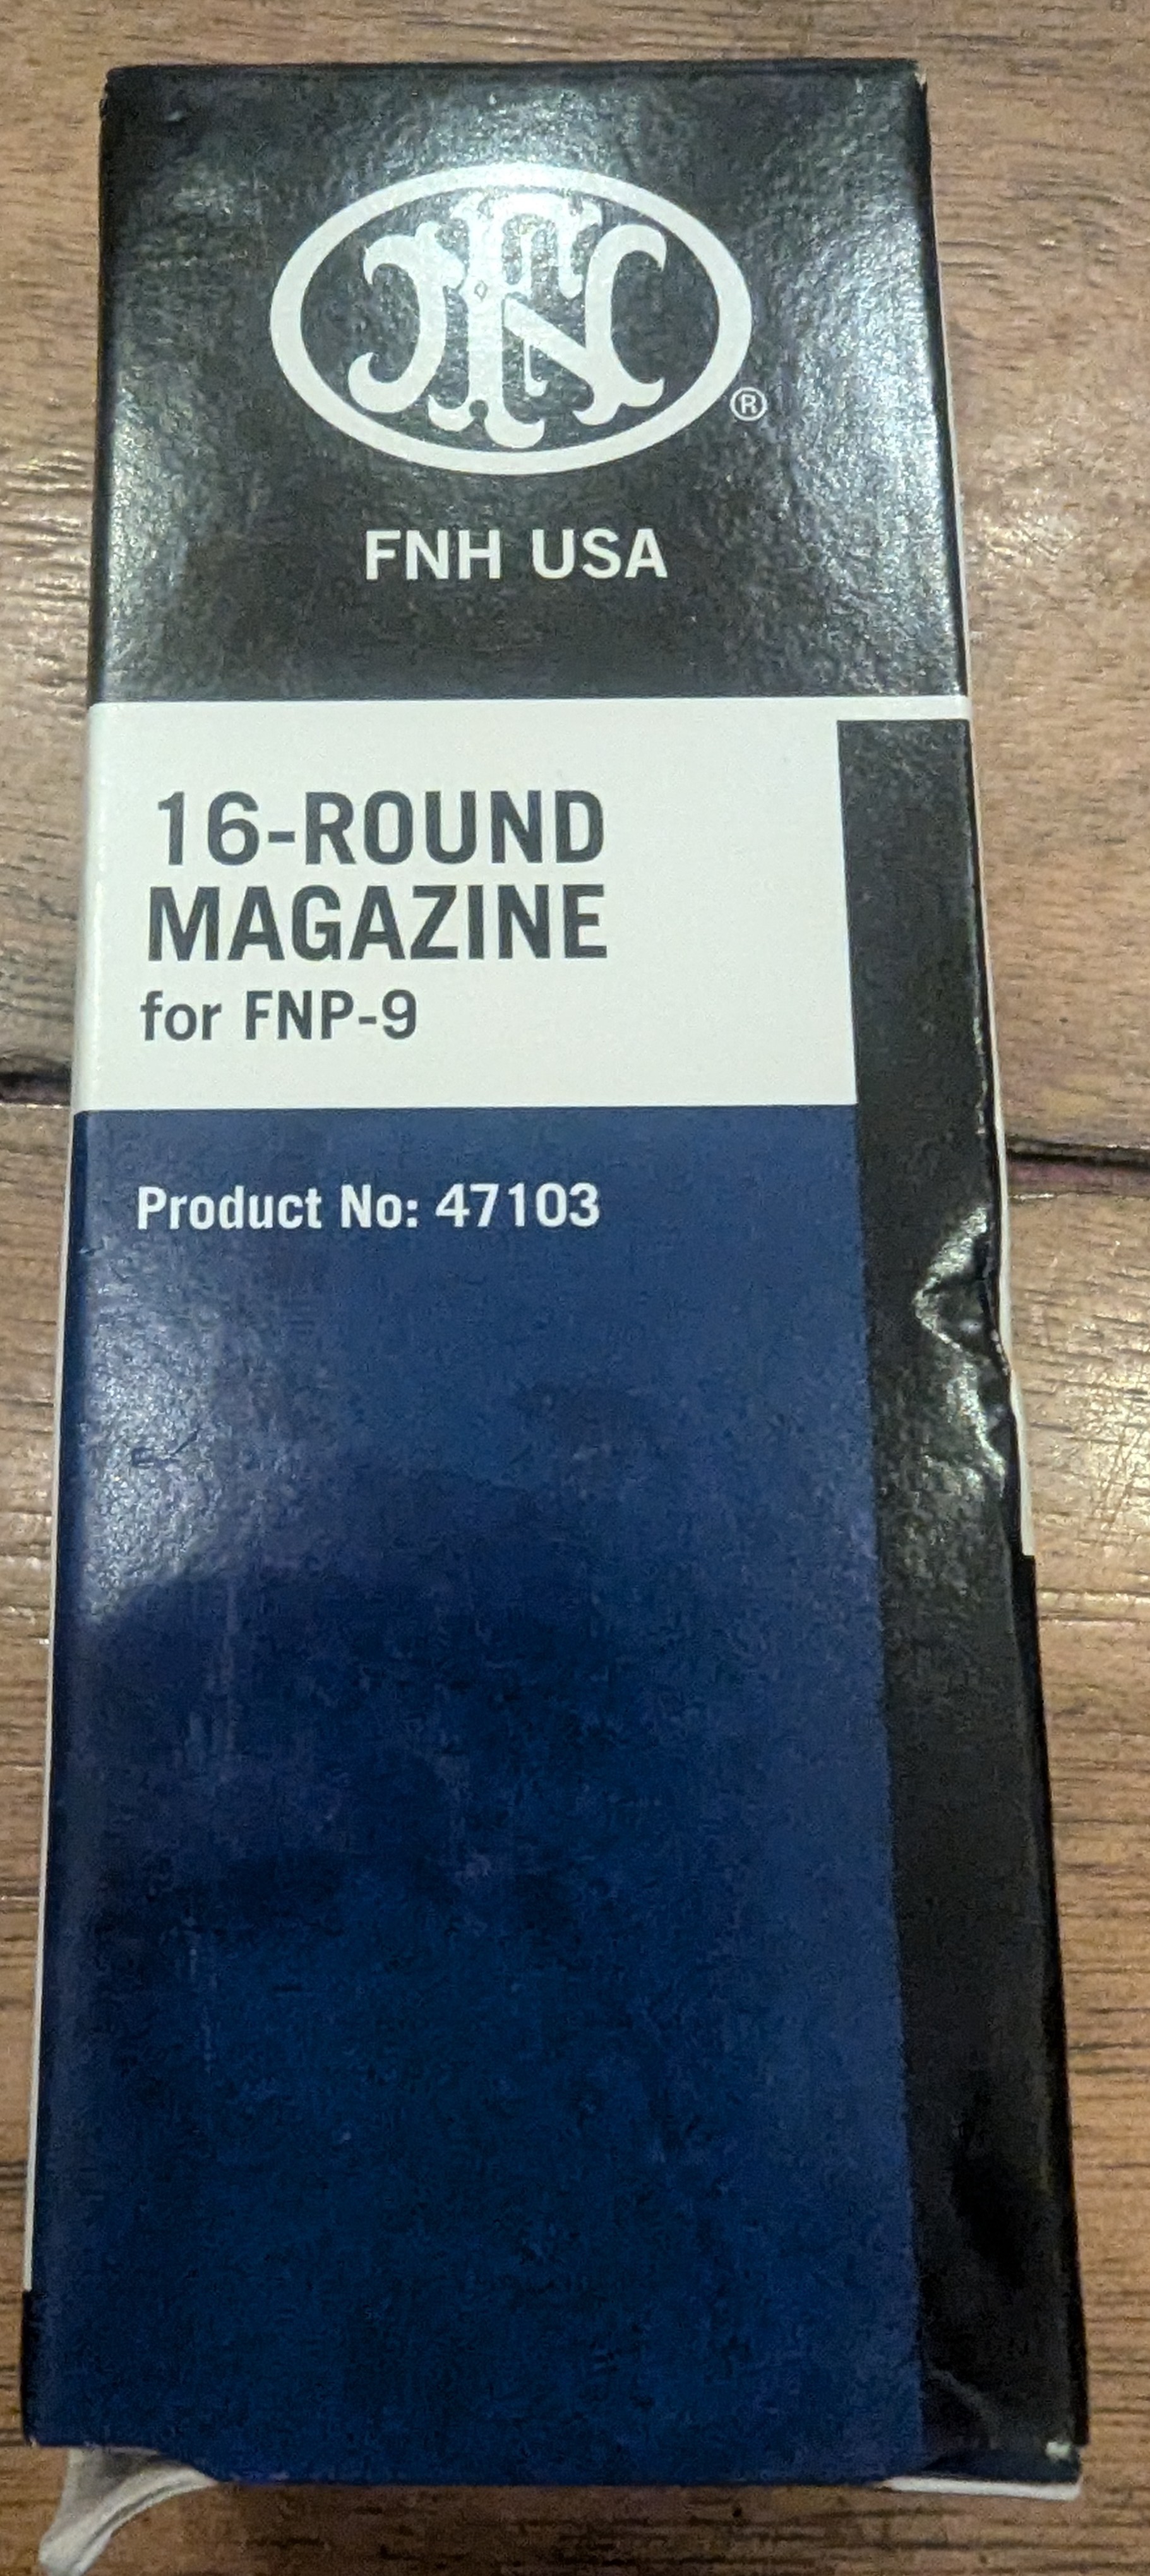 FN
®
FNH USA
16-ROUND
MAGAZINE
for FNP-9
Product No: 47103